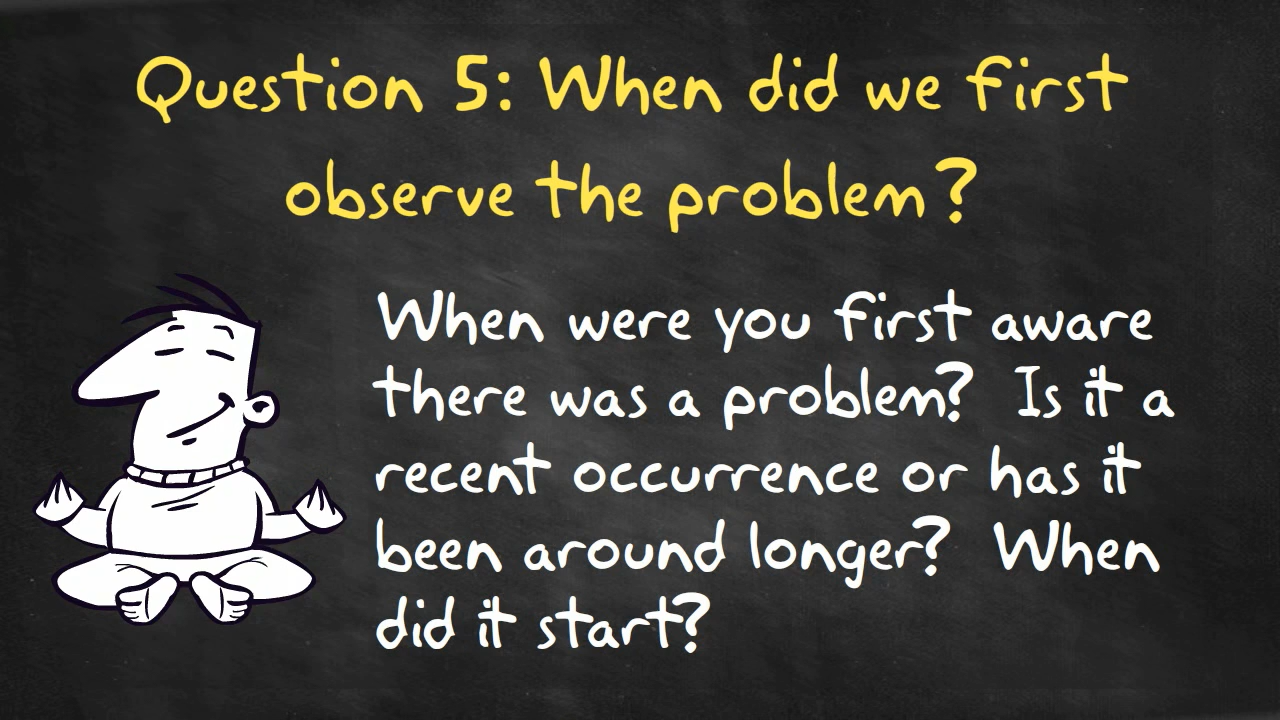 Question 5: When did we first
observe the problem?
When were you first aware
there was a problem?  Is it a
recent occurrence or has it
been around longer?  When
did it start?